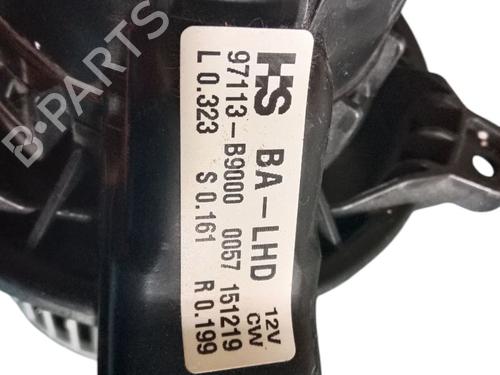 HS BA-LHD 12V CW
97113-B9000 0057 151219
L 0.323 S 0.161 R 0.199
B-PARTS